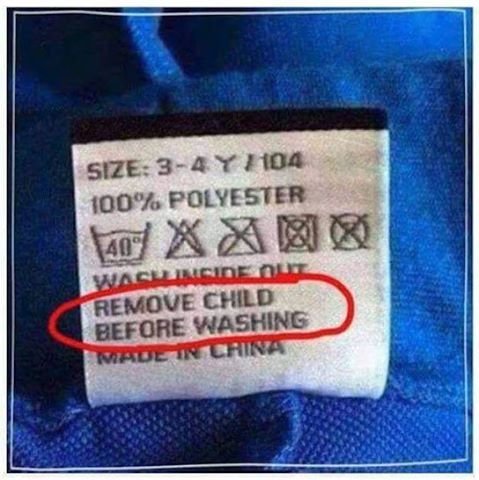 SIZE: 3-4 Y / 104
100% POLYESTER
40°
WASH INSIDE OUT
REMOVE CHILD
BEFORE WASHING
MADE IN CHINA